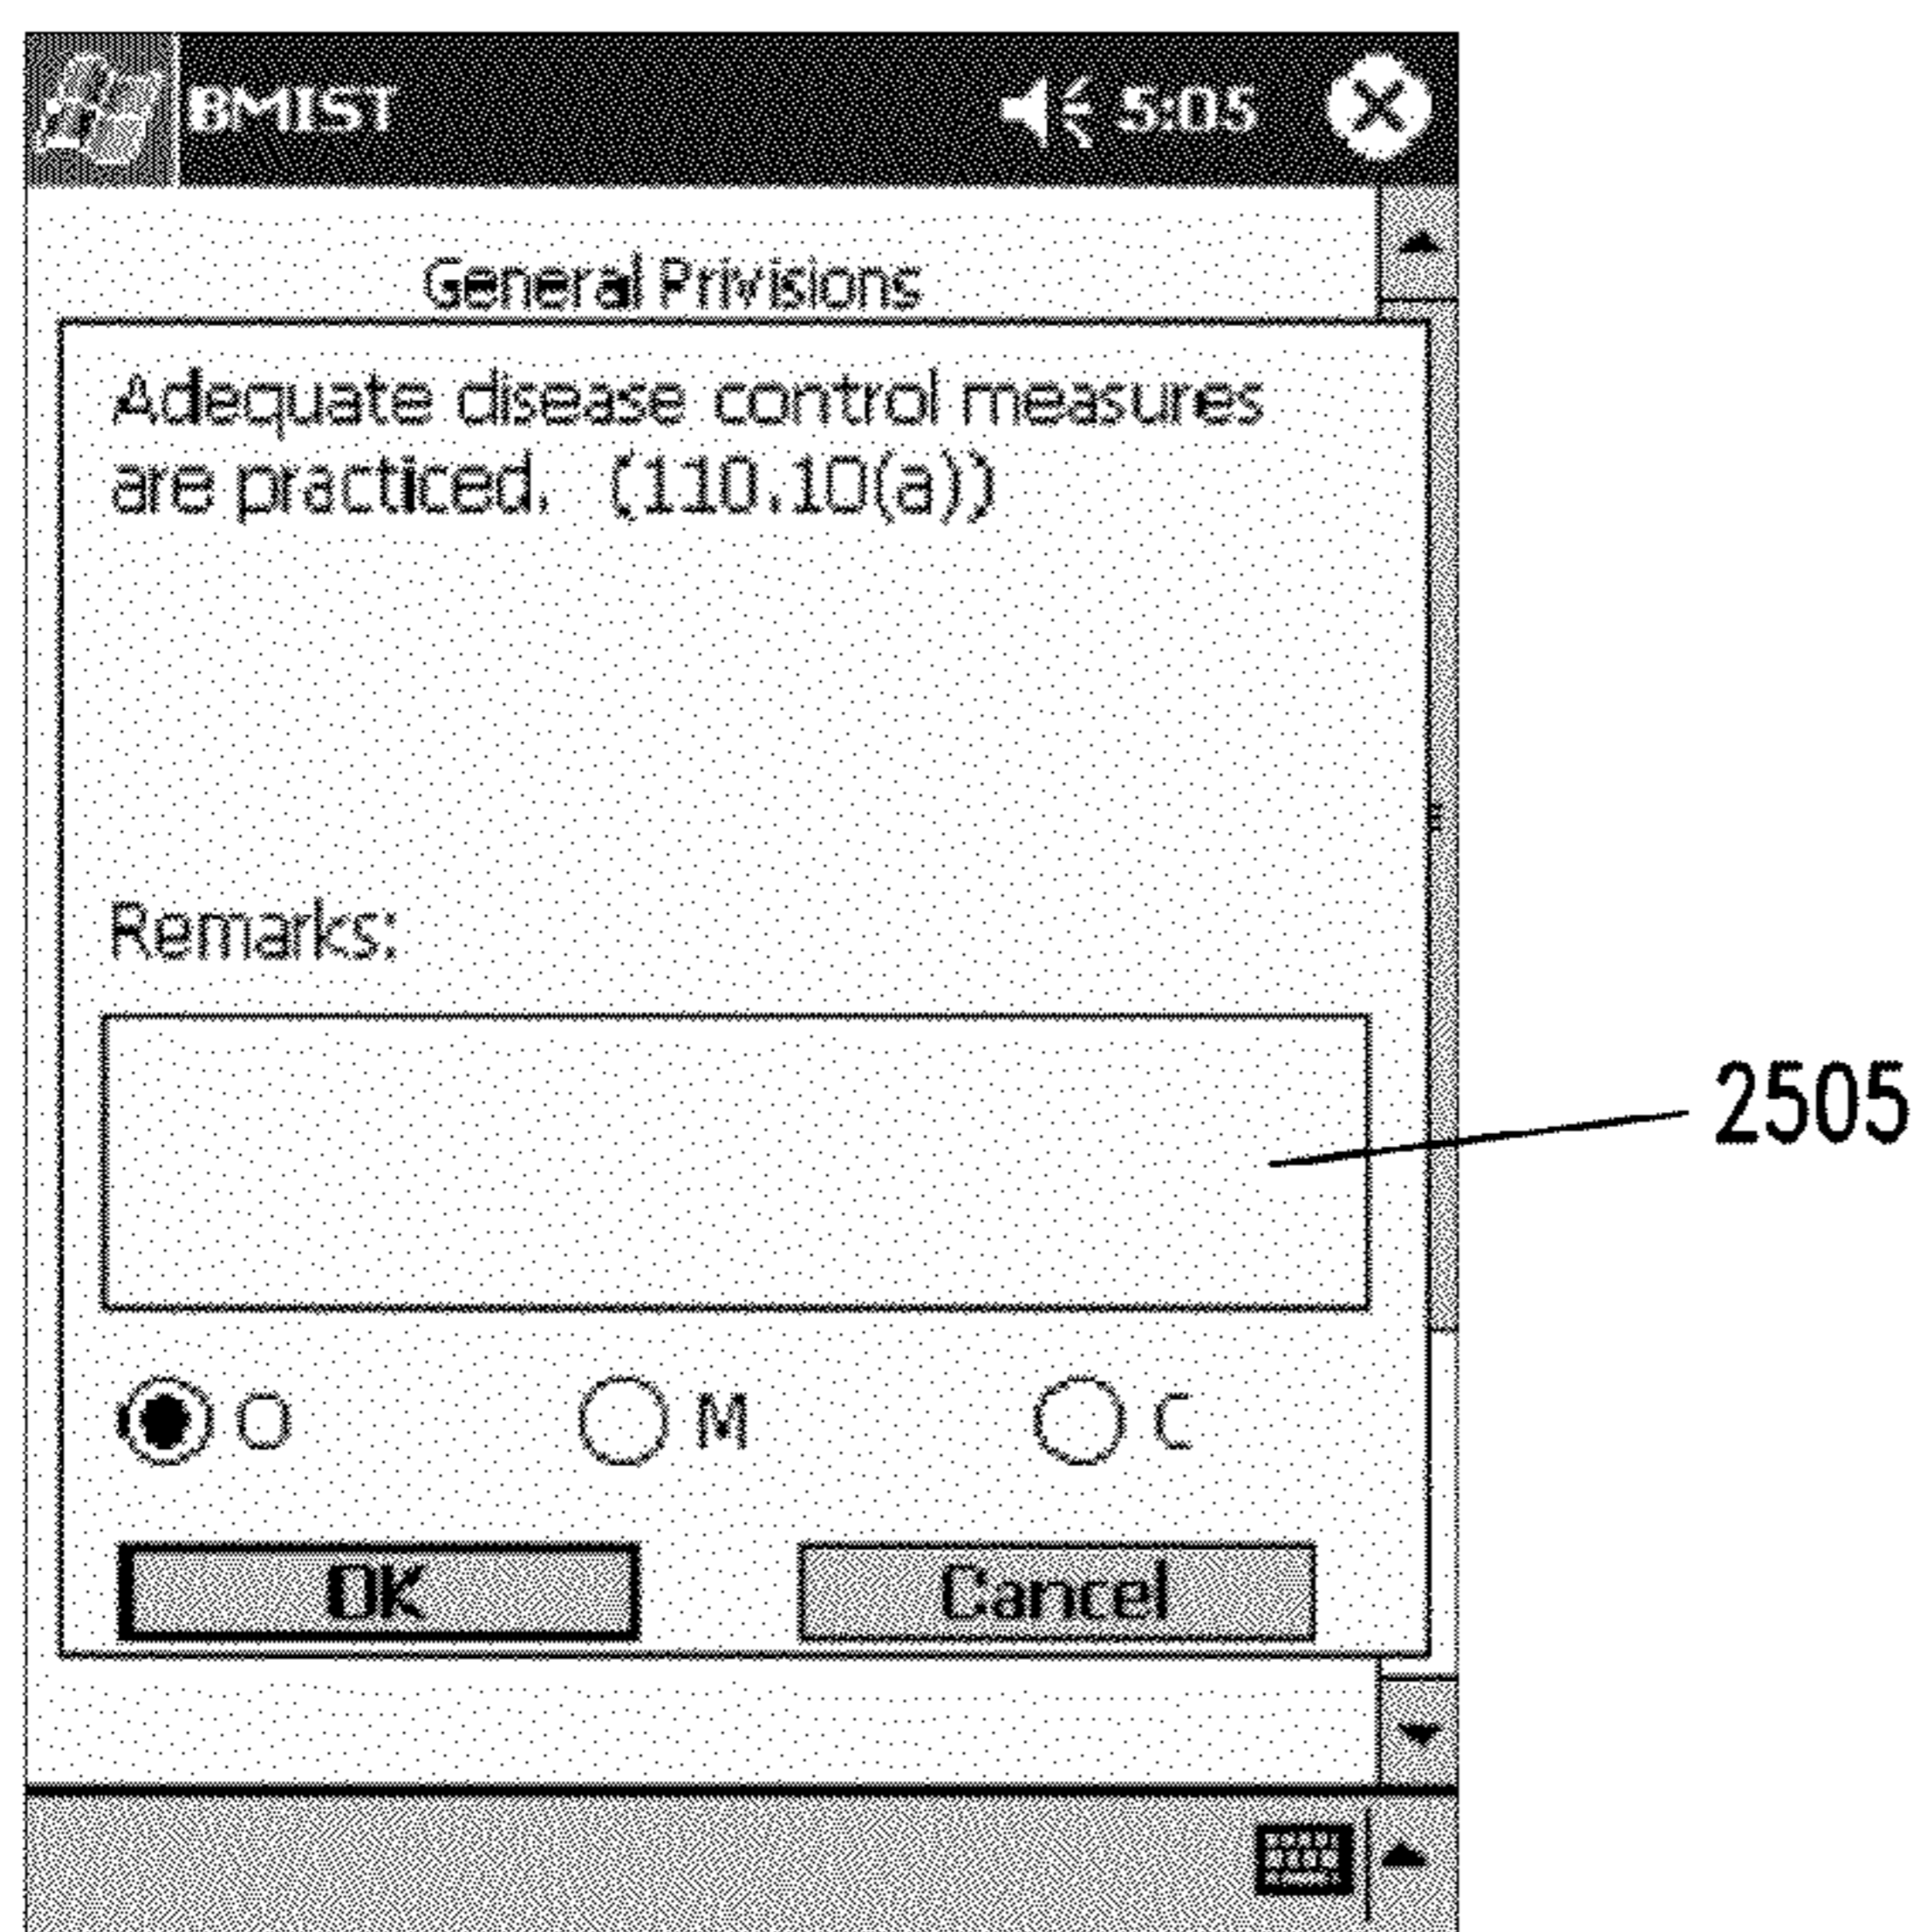 BMIST 5:05
General Privisions
Adequate disease control measures
are practiced. (110.10(a))
Remarks:
2505
O M C
OK Cancel